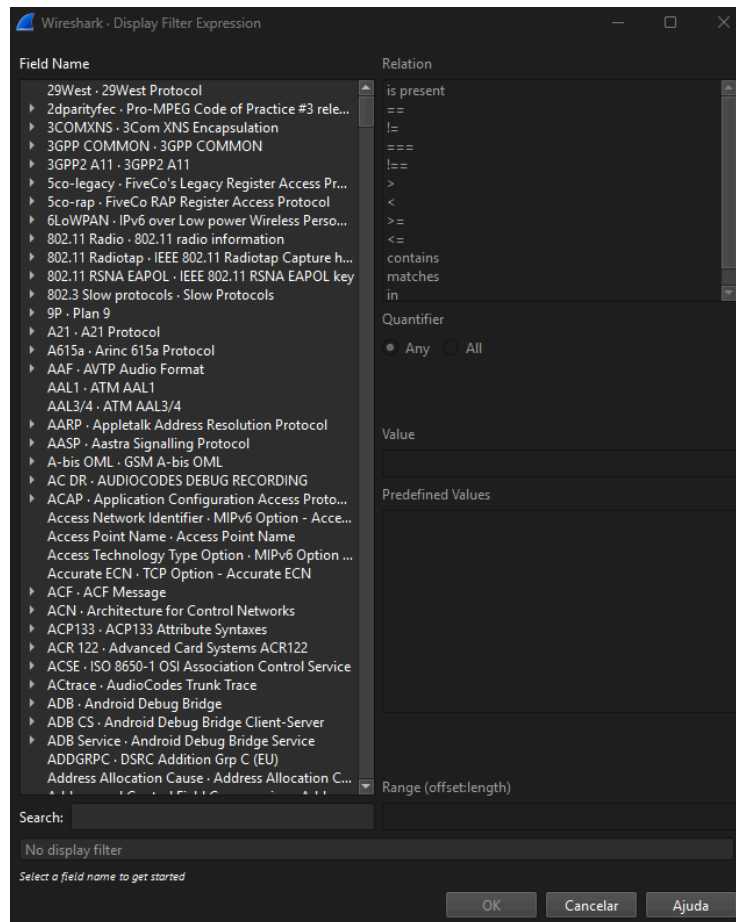 Wireshark · Display Filter Expression
Field Name
29West · 29West Protocol
2dparityfec · Pro-MPEG Code of Practice #3 rele...
3COMXNS · 3Com XNS Encapsulation
3GPP COMMON · 3GPP COMMON
3GPP2 A11 · 3GPP2 A11
5co-legacy · FiveCo's Legacy Register Access Pr...
5co-rap · FiveCo RAP Register Access Protocol
6LoWPAN · IPv6 over Low power Wireless Perso...
802.11 Radio · 802.11 radio information
802.11 Radiotap · IEEE 802.11 Radiotap Capture h...
802.11 RSNA EAPOL · IEEE 802.11 RSNA EAPOL key
802.3 Slow protocols · Slow Protocols
9P · Plan 9
A21 · A21 Protocol
A615a · Arinc 615a Protocol
AAF · AVTP Audio Format
AAL1 · ATM AAL1
AAL3/4 · ATM AAL3/4
AARP · Appletalk Address Resolution Protocol
AASP · Aastra Signalling Protocol
A-bis OML · GSM A-bis OML
AC DR · AUDIOCODES DEBUG RECORDING
ACAP · Application Configuration Access Proto...
Access Network Identifier · MIPv6 Option - Acce...
Access Point Name · Access Point Name
Access Technology Type Option · MIPv6 Option ...
Accurate ECN · TCP Option - Accurate ECN
ACF · ACF Message
ACN · Architecture for Control Networks
ACP133 · ACP133 Attribute Syntaxes
ACR 122 · Advanced Card Systems ACR122
ACSE · ISO 8650-1 OSI Association Control Service
ACtrace · AudioCodes Trunk Trace
ADB · Android Debug Bridge
ADB CS · Android Debug Bridge Client-Server
ADB Service · Android Debug Bridge Service
ADDGRPC · DSRC Addition Grp C (EU)
Address Allocation Cause · Address Allocation C...
Search:
Relation
is present
==
!=
===
!==
>
<
>=
<=
contains
matches
in
Quantifier
Any All
Value
Predefined Values
Range (offset:length)
No display filter
Select a field name to get started
OK Cancelar Ajuda